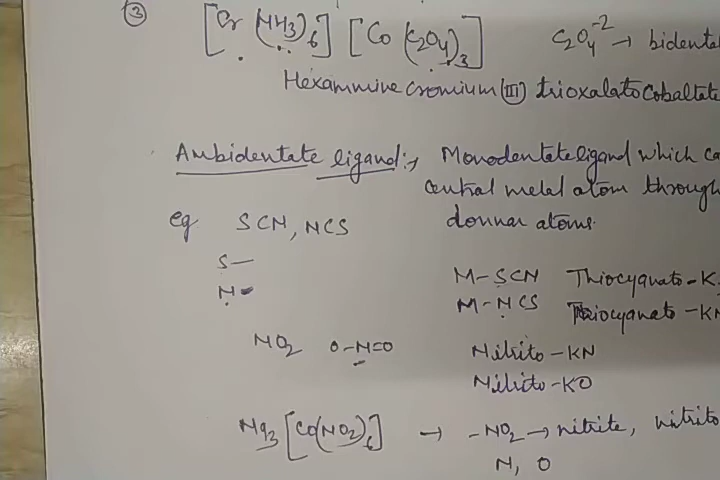 ③ [Cr (NH3)6] [Co (C2O4)3] C2O4-2 → bidenta
Hexammine cromium (III) trioxalato cobaltate
Ambidentate ligand:→ Monodentate ligand which ca
central metal atom through
donnar atoms.
eg SCN, NCS
S—
M-SCN Thiocyanato-K
N-
M-NCS Thiocyanato-KN
NO2 O-N=O Nitrito-KN
Nitrito-KO
Na3 [Co(NO2)6] → -NO2 → nitrite, nitrito
N, O